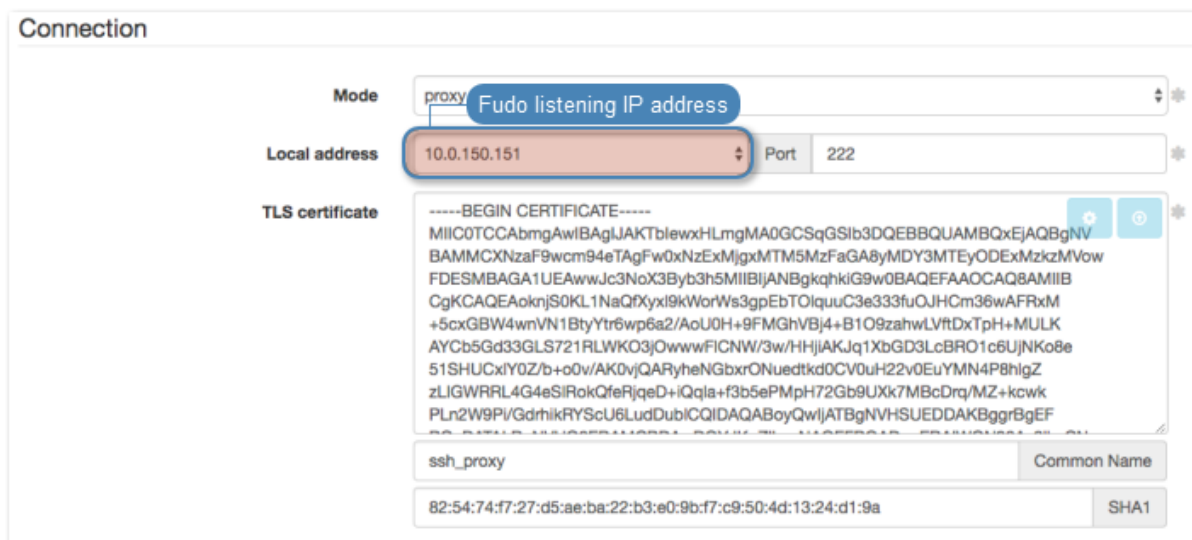 Connection
Mode
proxy
Fudo listening IP address
Local address
10.0.150.151
Port
222
TLS certificate
-----BEGIN CERTIFICATE-----
MIIC0TCCAbmgAwIBAgIJAKTblewxHLmgMA0GCSqGSIb3DQEBBQUAMBQxEjAQBgNV
BAMMCXNzaF9wcm94eTAgFw0xNzExMjgxMTM5MzFaGA8yMDY3MTEyODExMzkzMVow
FDESMBAGA1UEAwwJc3NoX3Byb3h5MIIBIjANBgkqhkiG9w0BAQEFAAOCAQ8AMIIB
CgKCAQEAoknjS0KL1NaQfXyxl9kWorWs3gpEbTOlquuC3e333fuOJHCm36wAFRxM
+5cxGBW4wnVN1BtyYtr6wp6a2/AoU0H+9FMGhVBj4+B1O9zahwLVftDxTpH+MULK
AYCb5Gd33GLS721RLWKO3jOwwwFlCNW/3w/HHjiAKJq1XbGD3LcBRO1c6UjNKo8e
51SHUCxlY0Z/b+o0v/AK0vjQARyheNGbxrONuedtkd0CV0uH22v0EuYMN4P8hlgZ
zLIGWRRL4G4eSIRokQfeRjqeD+iQqla+f3b5ePMpH72Gb9UXk7MBcDrq/MZ+kcwk
PLn2W9Pi/GdrhikRYScU6LudDublCQIDAQABoyQwIjATBgNVHSUEDDAKBggrBgEF
ssh_proxy
Common Name
82:54:74:f7:27:d5:ae:ba:22:b3:e0:9b:f7:c9:50:4d:13:24:d1:9a
SHA1